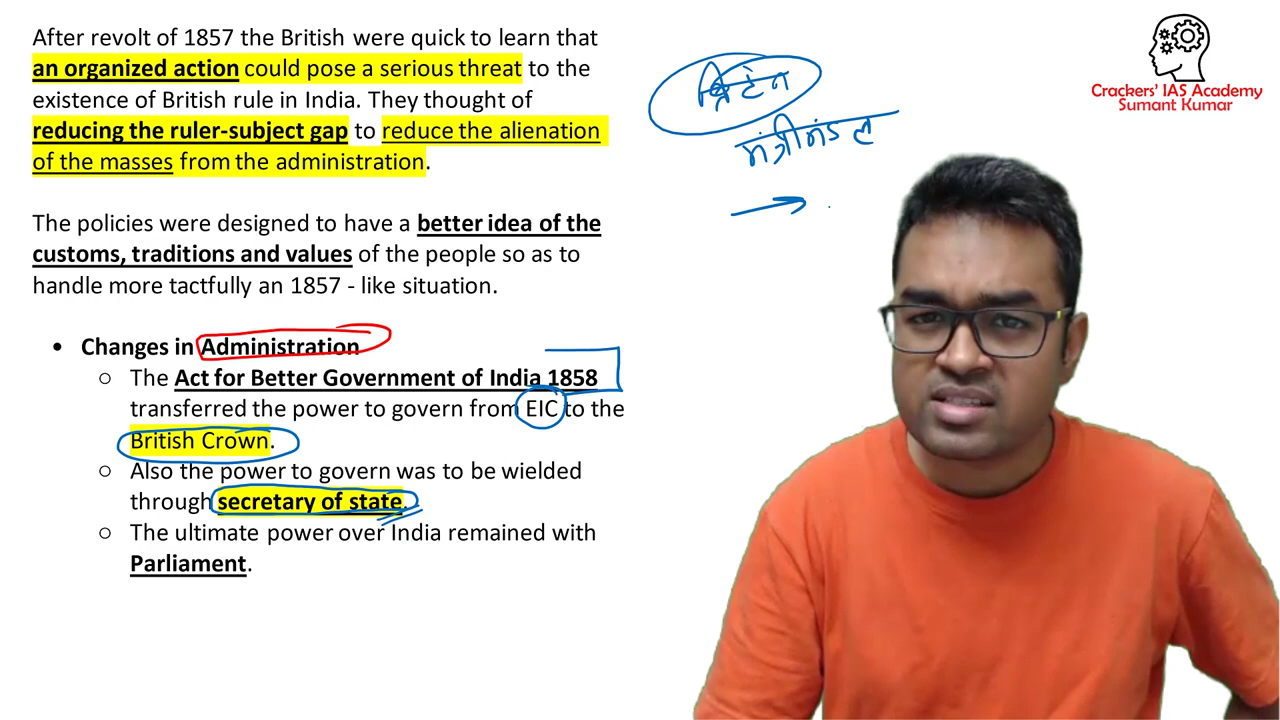 After revolt of 1857 the British were quick to learn that
an organized action could pose a serious threat to the
existence of British rule in India. They thought of
reducing the ruler-subject gap to reduce the alienation
of the masses from the administration.
The policies were designed to have a better idea of the
customs, traditions and values of the people so as to
handle more tactfully an 1857 - like situation.
• Changes in Administration
○ The Act for Better Government of India 1858
transferred the power to govern from EIC to the
British Crown.
○ Also the power to govern was to be wielded
through secretary of state.
○ The ultimate power over India remained with
Parliament.
ब्रिटेन
मंत्रीमंडल
Crackers' IAS Academy
Sumant Kumar